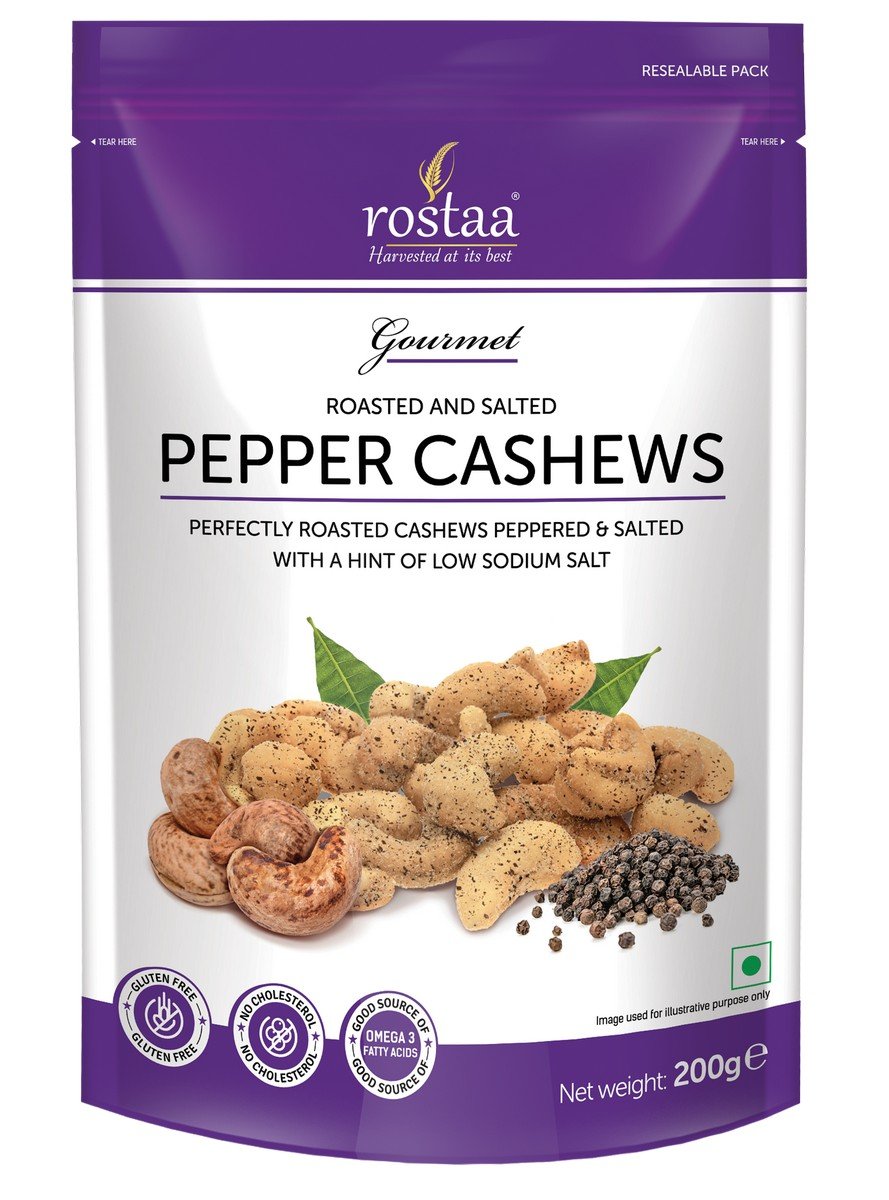 RESEALABLE PACK
TEAR HERE
TEAR HERE
rostaa®
Harvested at its best
Gourmet
ROASTED AND SALTED
PEPPER CASHEWS
PERFECTLY ROASTED CASHEWS PEPPERED & SALTED
WITH A HINT OF LOW SODIUM SALT
GLUTEN FREE
GLUTEN FREE
NO CHOLESTEROL
NO CHOLESTEROL
GOOD SOURCE OF
OMEGA 3
FATTY ACIDS
GOOD SOURCE OF
Image used for illustrative purpose only
Net weight: 200g℮